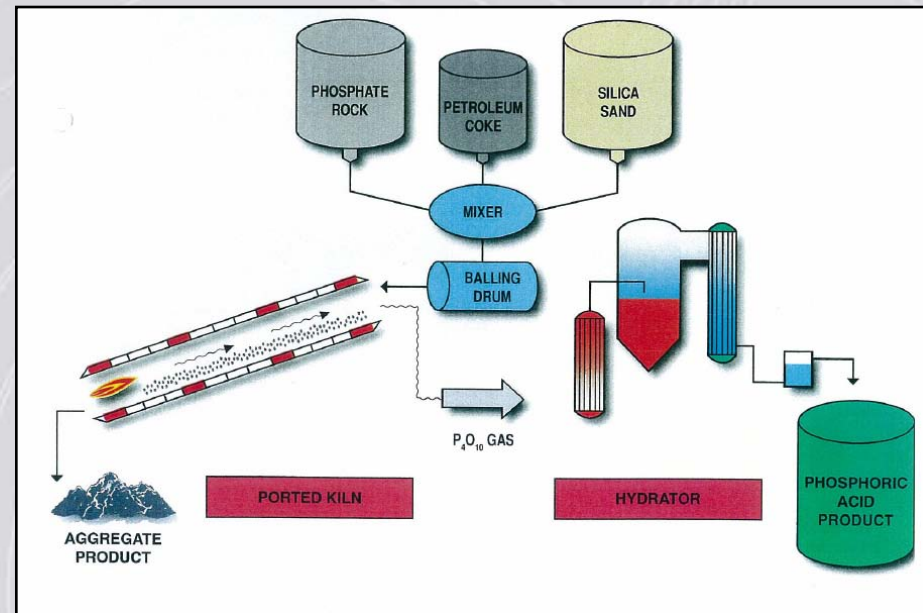 PHOSPHATE
ROCK
PETROLEUM
COKE
SILICA
SAND
MIXER
BALLING
DRUM
P₄O₁₀ GAS
PORTED KILN
HYDRATOR
AGGREGATE
PRODUCT
PHOSPHORIC
ACID
PRODUCT